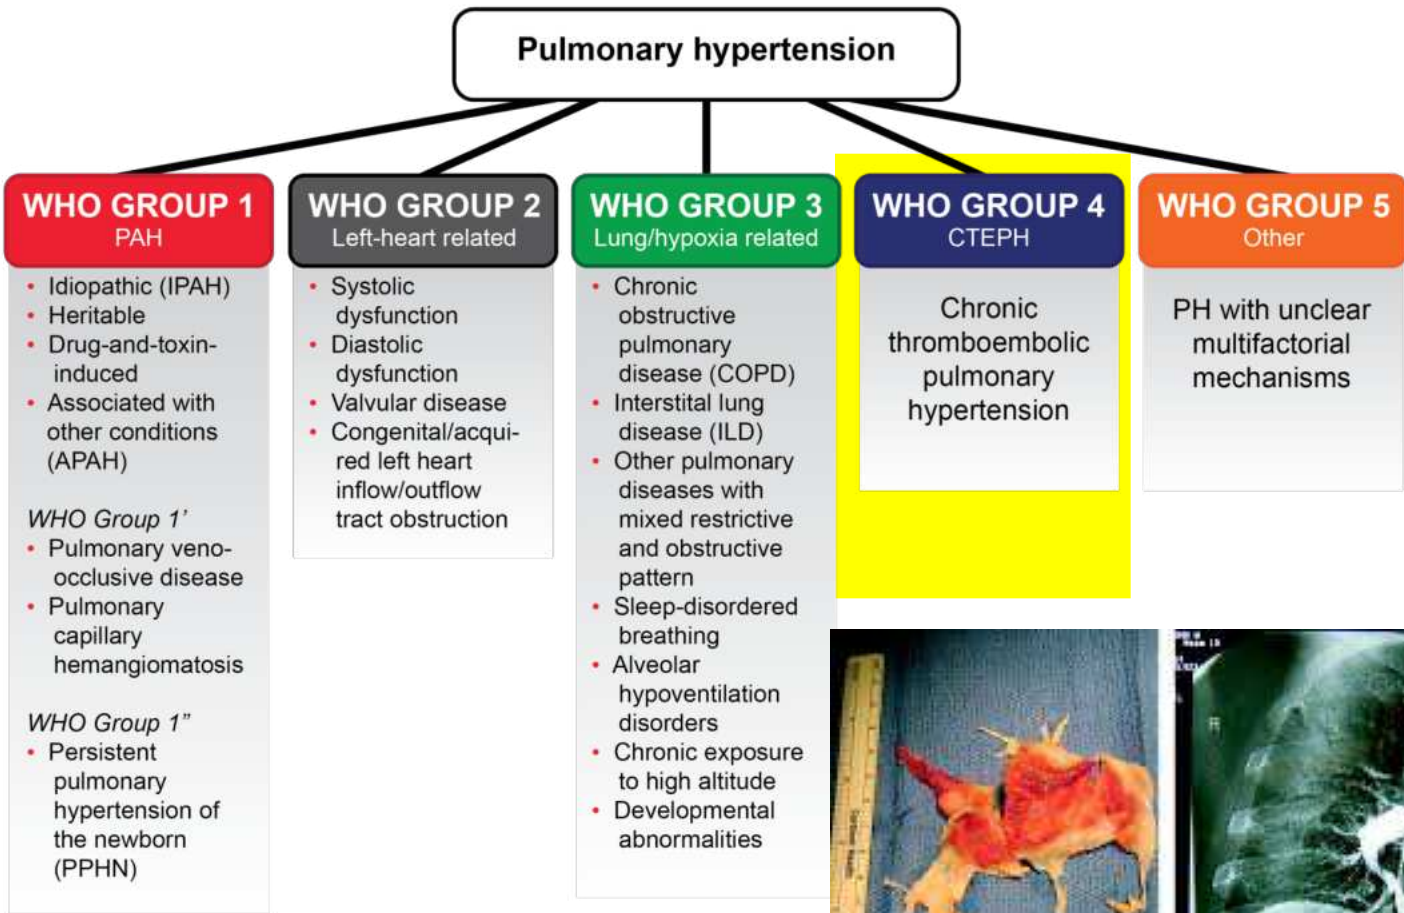 Pulmonary hypertension
WHO GROUP 1
PAH
• Idiopathic (IPAH)
• Heritable
• Drug-and-toxin-
induced
• Associated with
other conditions
(APAH)
WHO Group 1’
• Pulmonary veno-
occlusive disease
• Pulmonary
capillary
hemangiomatosis
WHO Group 1”
• Persistent
pulmonary
hypertension of
the newborn
(PPHN)
WHO GROUP 2
Left-heart related
• Systolic
dysfunction
• Diastolic
dysfunction
• Valvular disease
• Congenital/acqui-
red left heart
inflow/outflow
tract obstruction
WHO GROUP 3
Lung/hypoxia related
• Chronic
obstructive
pulmonary
disease (COPD)
• Interstital lung
disease (ILD)
• Other pulmonary
diseases with
mixed restrictive
and obstructive
pattern
• Sleep-disordered
breathing
• Alveolar
hypoventilation
disorders
• Chronic exposure
to high altitude
• Developmental
abnormalities
WHO GROUP 4
CTEPH
Chronic
thromboembolic
pulmonary
hypertension
WHO GROUP 5
Other
PH with unclear
multifactorial
mechanisms